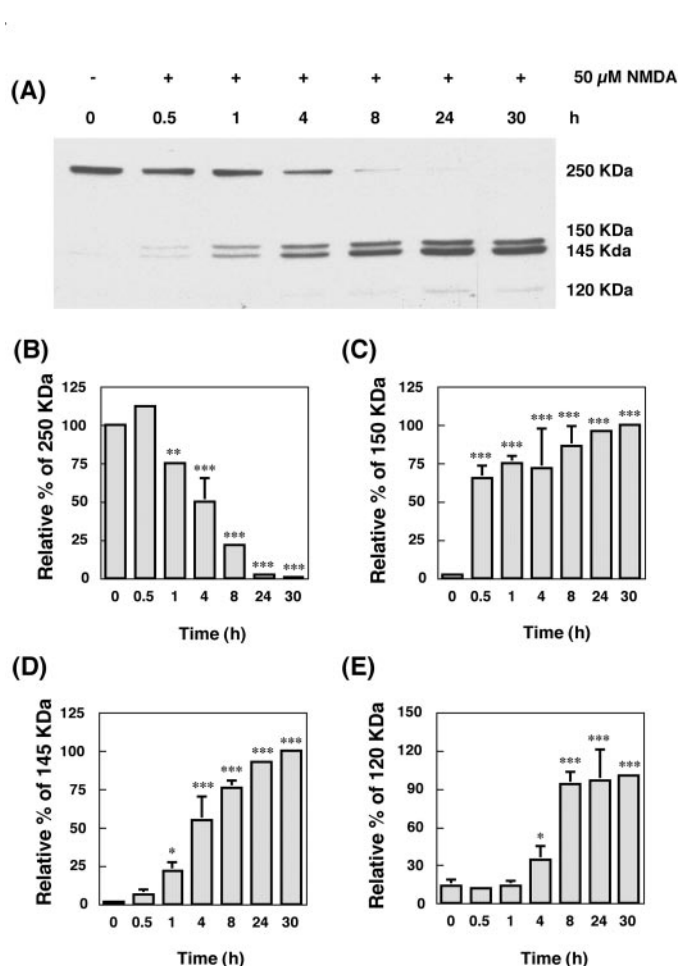 (A)
- + + + + + + 50 µM NMDA
0 0.5 1 4 8 24 30 h
250 KDa
150 KDa
145 Kda
120 KDa
(B)
Relative % of 250 KDa
125
100
75
50
25
0
** *** *** *** ***
0 0.5 1 4 8 24 30
Time (h)
(C)
Relative % of 150 KDa
125
100
75
50
25
0
*** *** *** *** *** ***
0 0.5 1 4 8 24 30
Time (h)
(D)
Relative % of 145 KDa
125
100
75
50
25
0
* *** *** *** ***
0 0.5 1 4 8 24 30
Time (h)
(E)
Relative % of 120 KDa
150
120
90
60
30
0
* *** *** ***
0 0.5 1 4 8 24 30
Time (h)